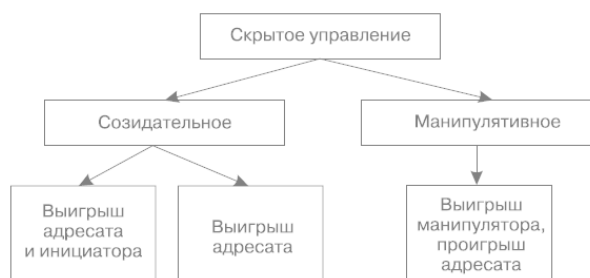 Скрытое управление
Созидательное
Манипулятивное
Выигрыш
адресата
и инициатора
Выигрыш
адресата
Выигрыш
манипулятора,
проигрыш
адресата